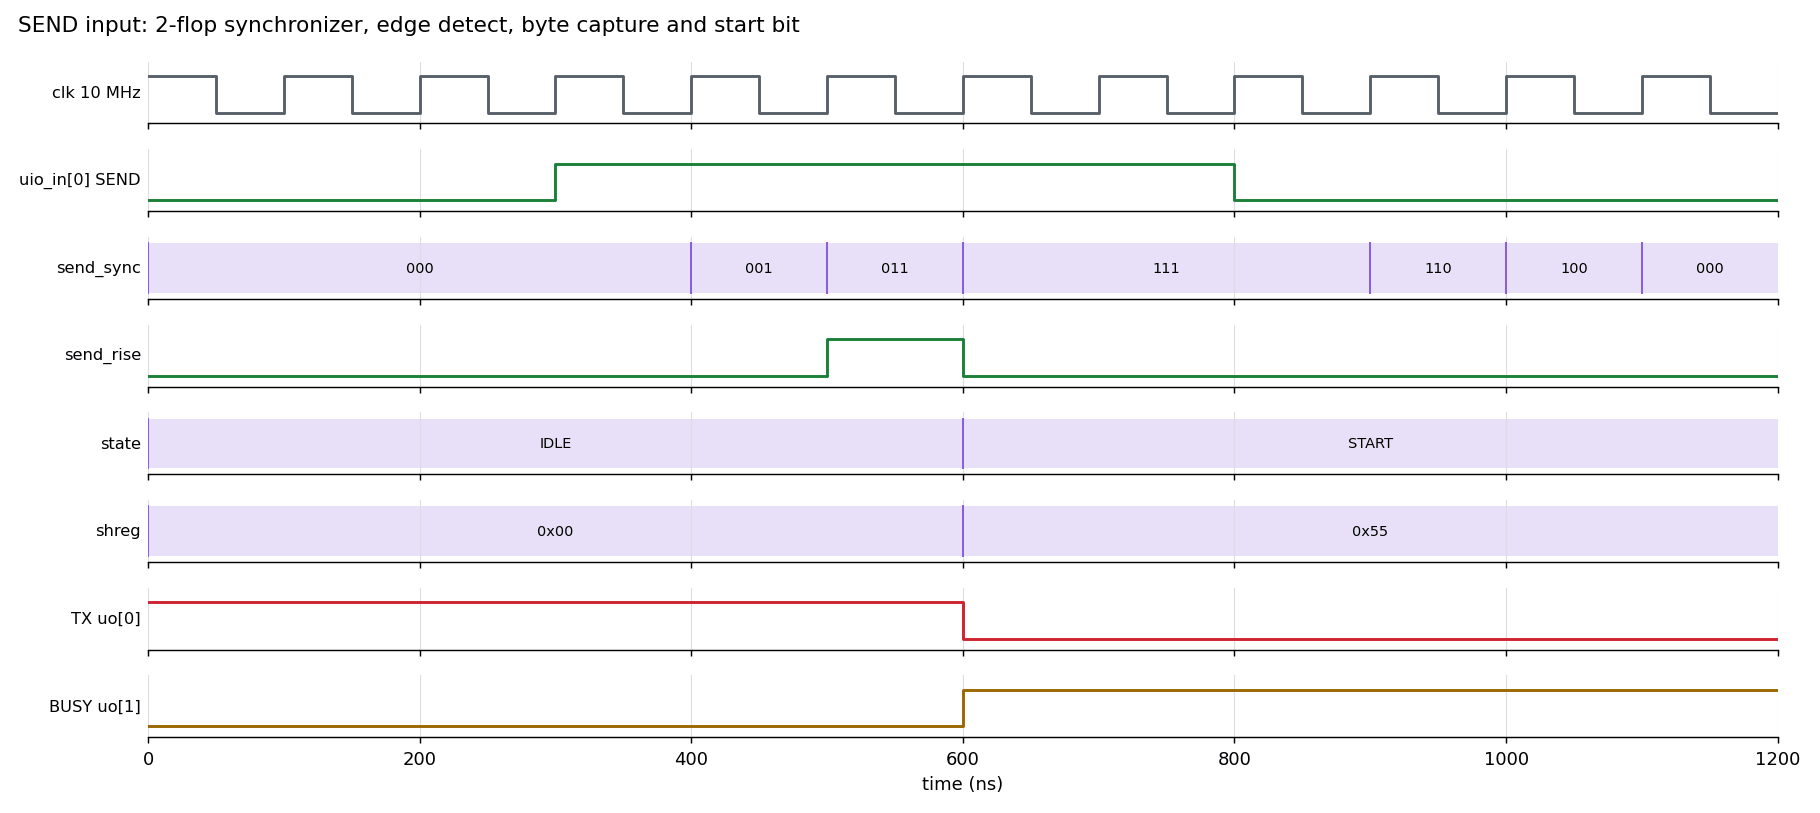 SEND input: 2-flop synchronizer, edge detect, byte capture and start bit
clk 10 MHz
uio_in[0] SEND
send_sync
000
001
011
111
110
100
000
send_rise
state
IDLE
START
shreg
0x00
0x55
TX uo[0]
BUSY uo[1]
0
200
400
600
800
1000
1200
time (ns)